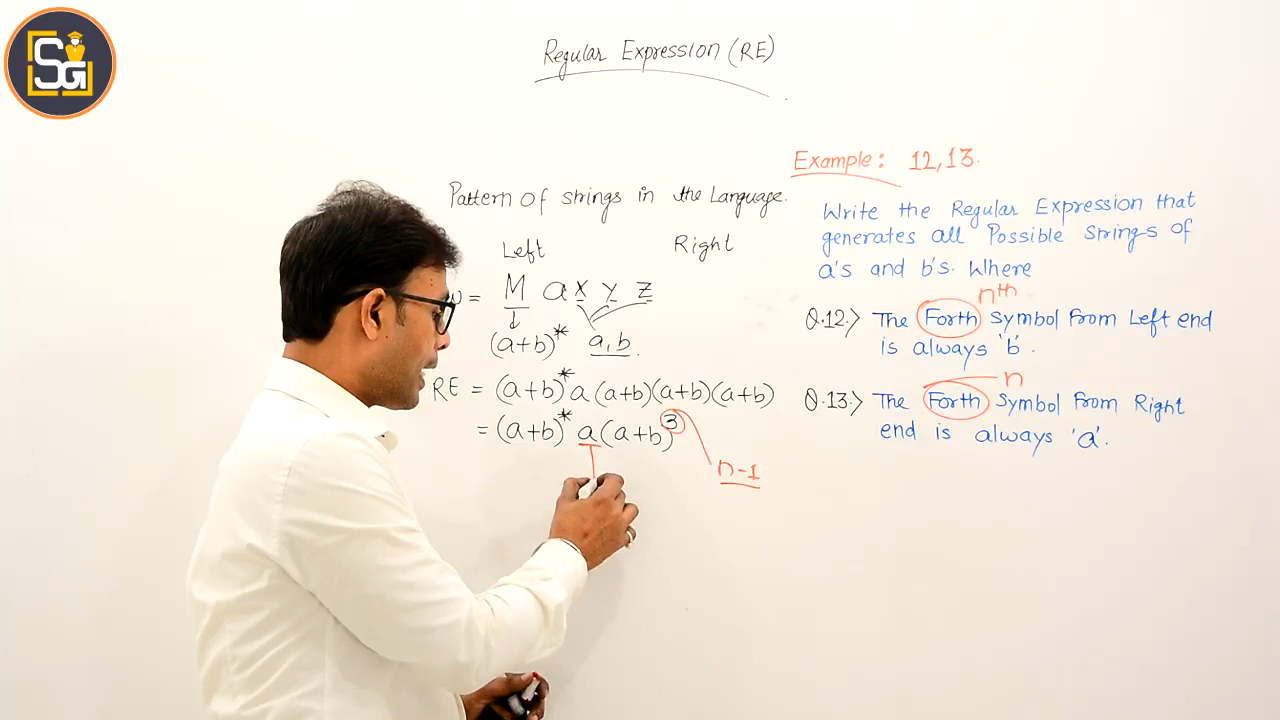 SG
Regular Expression (RE)
Example: 12,13.
Pattern of strings in the Language.
Write the Regular Expression that
generates all Possible strings of
a's and b's. Where
Left Right
= M a x y z
(a+b)* a, b.
nth
Q.12.> The Forth Symbol from Left end
is always 'b'.
RE = (a+b)* a (a+b)(a+b)(a+b)
= (a+b)* a (a+b)³
n-1
n
Q.13.> The Forth Symbol from Right
end is always 'a'.